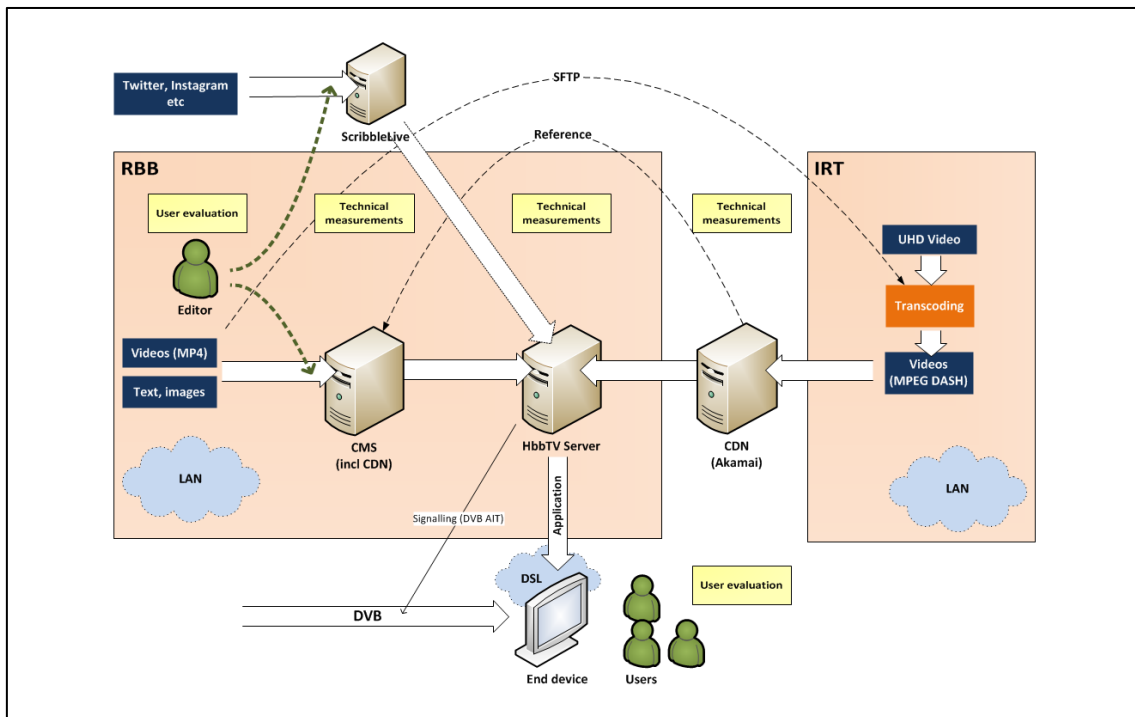 SFTP
Twitter, Instagram
etc
ScribbleLive
Reference
RBB
IRT
User evaluation
Technical
measurements
Technical
measurements
Technical
measurements
UHD Video
Editor
Transcoding
Videos (MP4)
Text, images
Videos
(MPEG DASH)
CMS
(incl CDN)
HbbTV Server
CDN
(Akamai)
LAN
LAN
Application
Signalling (DVB AIT)
DSL
User evaluation
DVB
End device
Users